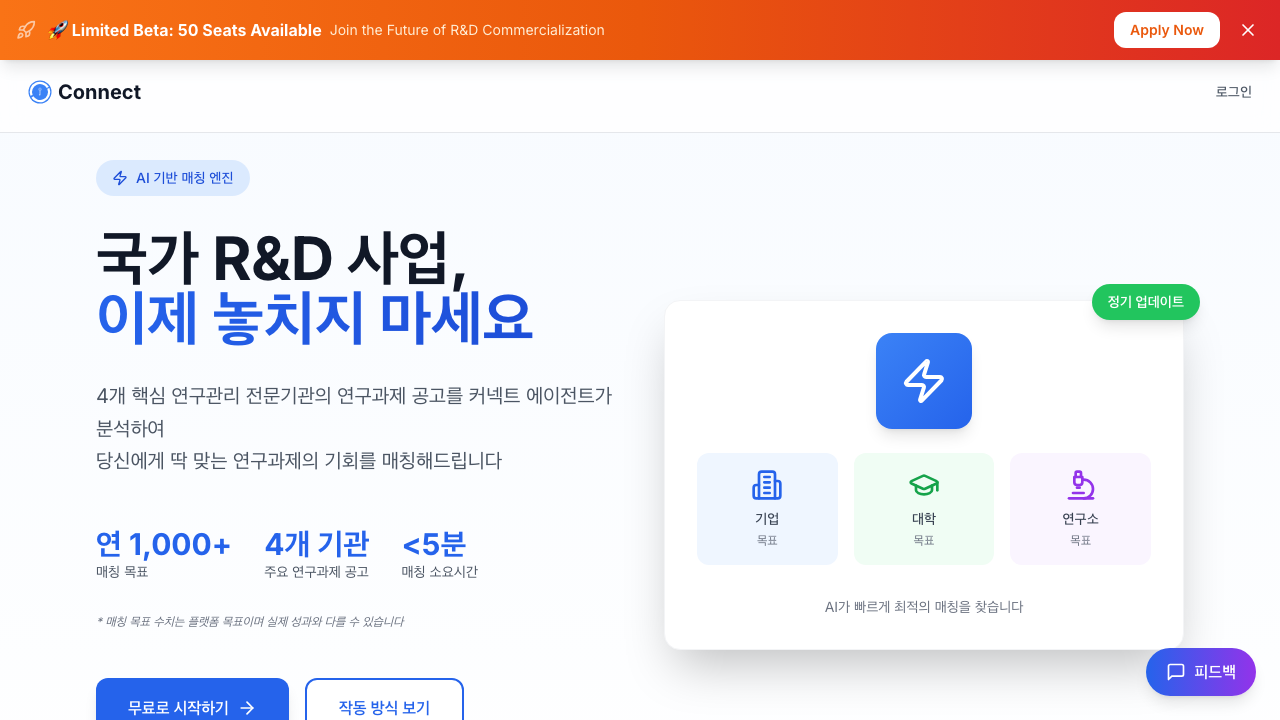 🚀 Limited Beta: 50 Seats Available Join the Future of R&D Commercialization
Apply Now
Connect
로그인
AI 기반 매칭 엔진
국가 R&D 사업,
이제 놓치지 마세요
4개 핵심 연구관리 전문기관의 연구과제 공고를 커넥트 에이전트가
분석하여
당신에게 딱 맞는 연구과제의 기회를 매칭해드립니다
연 1,000+
매칭 목표
4개 기관
주요 연구과제 공고
<5분
매칭 소요시간
* 매칭 목표 수치는 플랫폼 목표이며 실제 성과와 다를 수 있습니다
무료로 시작하기
작동 방식 보기
정기 업데이트
기업
목표
대학
목표
연구소
목표
AI가 빠르게 최적의 매칭을 찾습니다
피드백